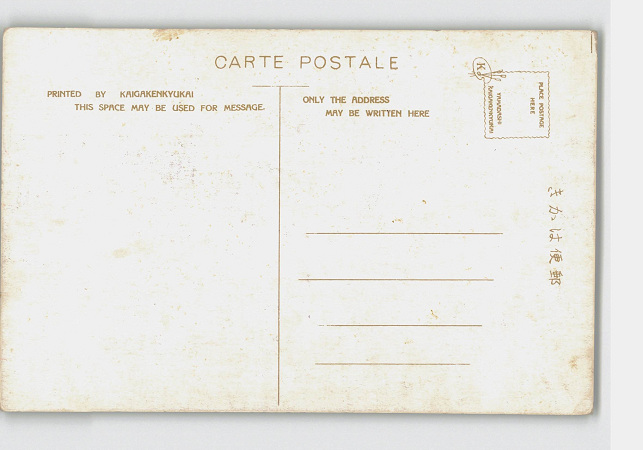 CARTE POSTALE
PRINTED BY KAIGAKENKYUKAI
THIS SPACE MAY BE USED FOR MESSAGE.
ONLY THE ADDRESS
MAY BE WRITTEN HERE
K
PLACE POSTAGE
HERE
KAIGAKENKYUKAI
きかは便郵